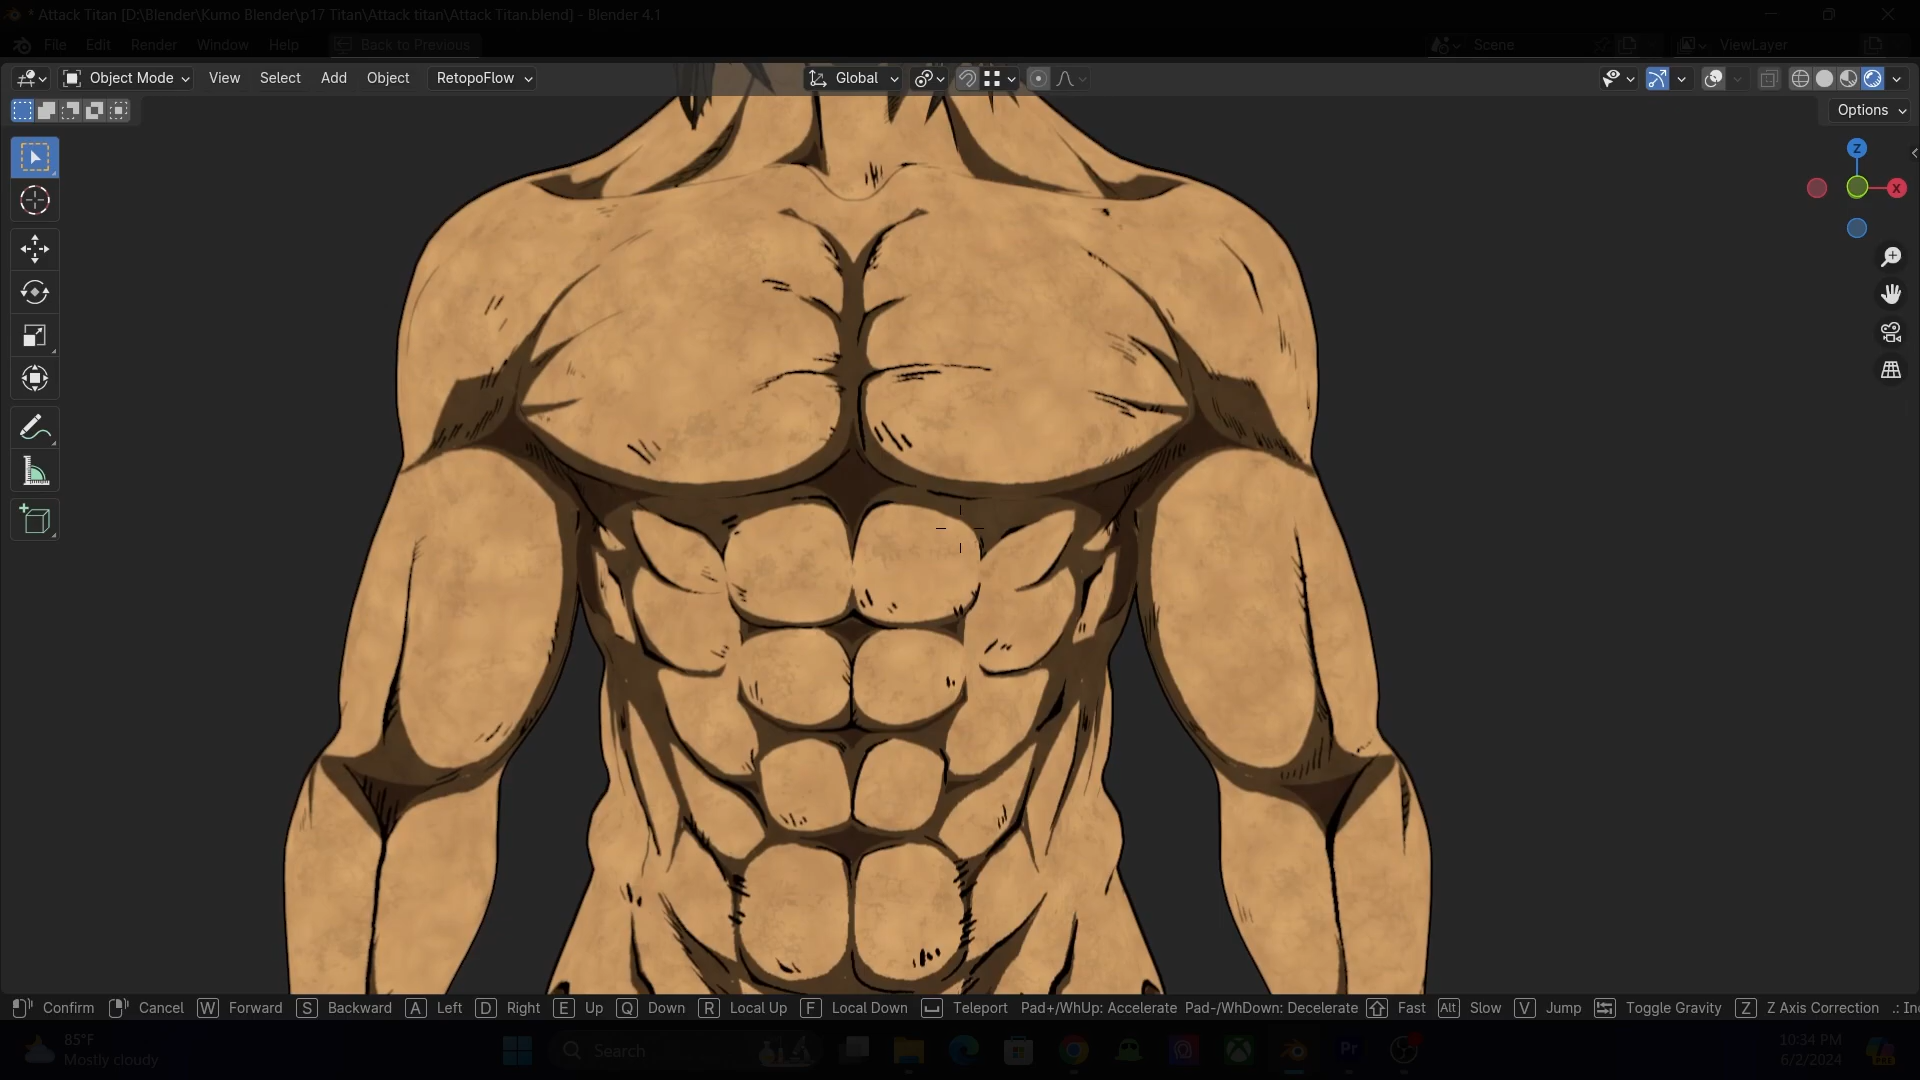 * Attack Titan [D:\Blender\Kumo Blender\p17 Titan\Attack titan\Attack Titan.blend] - Blender 4.1
File Edit Render Window Help Back to Previous Scene ViewLayer
Object Mode View Select Add Object RetopoFlow Global
Options
Z
X
Confirm Cancel W Forward S Backward A Left D Right E Up Q Down R Local Up F Local Down Teleport Pad+/WhUp: Accelerate Pad-/WhDown: Decelerate Fast Alt Slow V Jump Toggle Gravity Z Z Axis Correction .: Inc
85°F
Mostly cloudy
Search
Pr
10:34 PM
6/2/2024